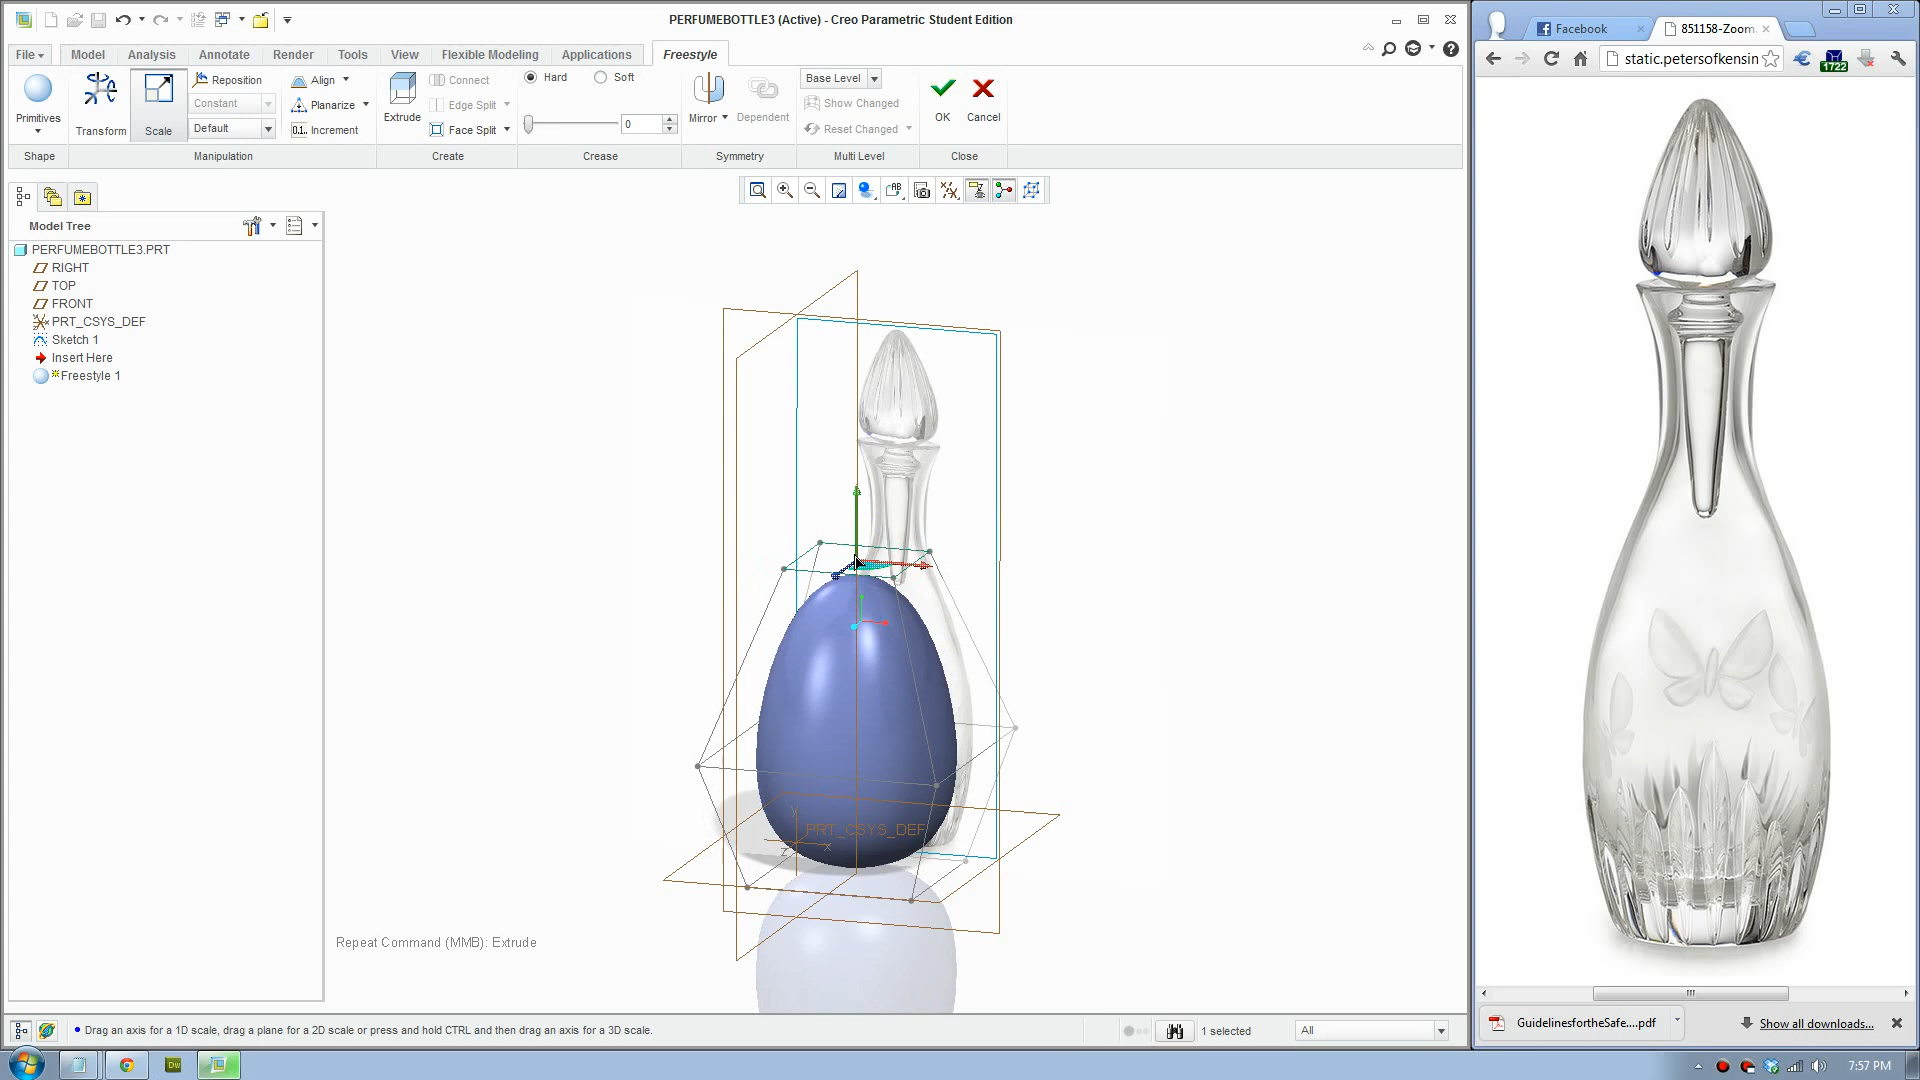 PERFUMEBOTTLE3 (Active) - Creo Parametric Student Edition
File Model Analysis Annotate Render Tools View Flexible Modeling Applications Freestyle
Primitives
Transform
Scale
Reposition
Constant
Default
Align
Planarize
0.1.. Increment
Extrude
Connect
Edge Split
Face Split
Hard Soft
0
Mirror
Dependent
Base Level
Show Changed
Reset Changed
OK
Cancel
Shape Manipulation Create Crease Symmetry Multi Level Close
AB
Model Tree
PERFUMEBOTTLE3.PRT
RIGHT
TOP
FRONT
PRT_CSYS_DEF
Sketch 1
Insert Here
Freestyle 1
Y
PRT_CSYS_DEF
X
Z
Repeat Command (MMB): Extrude
Drag an axis for a 1D scale, drag a plane for a 2D scale or press and hold CTRL and then drag an axis for a 3D scale.
1 selected
All
Facebook
851158-Zoom.
static.petersofkensin
1722
GuidelinesfortheSafe....pdf
Show all downloads...
Dw
7:57 PM